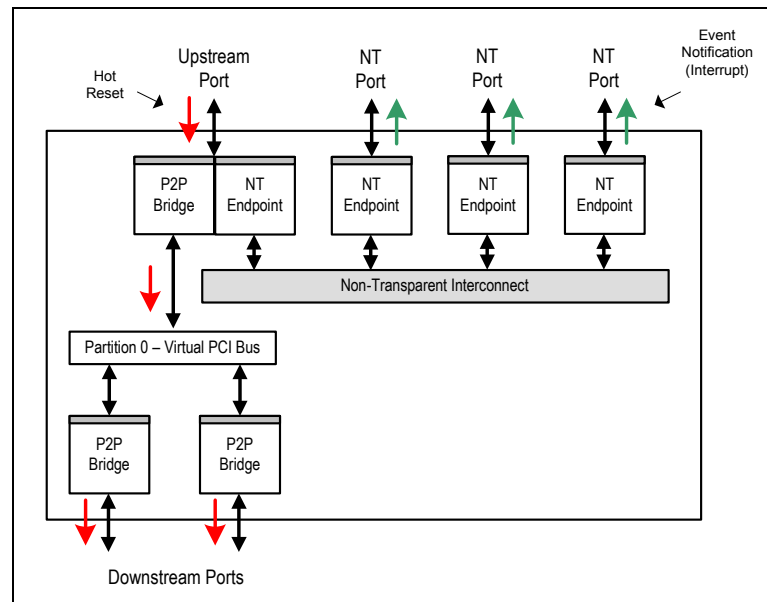 Upstream
Port
NT
Port
NT
Port
NT
Port
Event
Notification
(Interrupt)
Hot
Reset
P2P
Bridge
NT
Endpoint
NT
Endpoint
NT
Endpoint
NT
Endpoint
Non-Transparent Interconnect
Partition 0 – Virtual PCI Bus
P2P
Bridge
P2P
Bridge
Downstream Ports